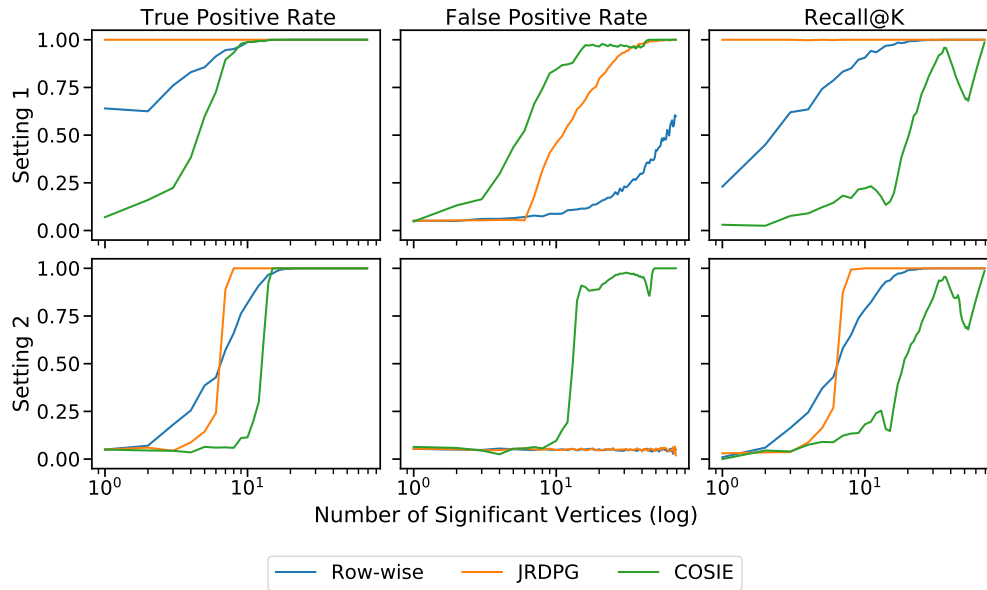 True Positive Rate False Positive Rate Recall@K
Setting 1
1.00
0.75
0.50
0.25
0.00
Setting 2
1.00
0.75
0.50
0.25
0.00
10⁰ 10¹ 10⁰ 10¹ 10⁰ 10¹
Number of Significant Vertices (log)
Row-wise JRDPG COSIE